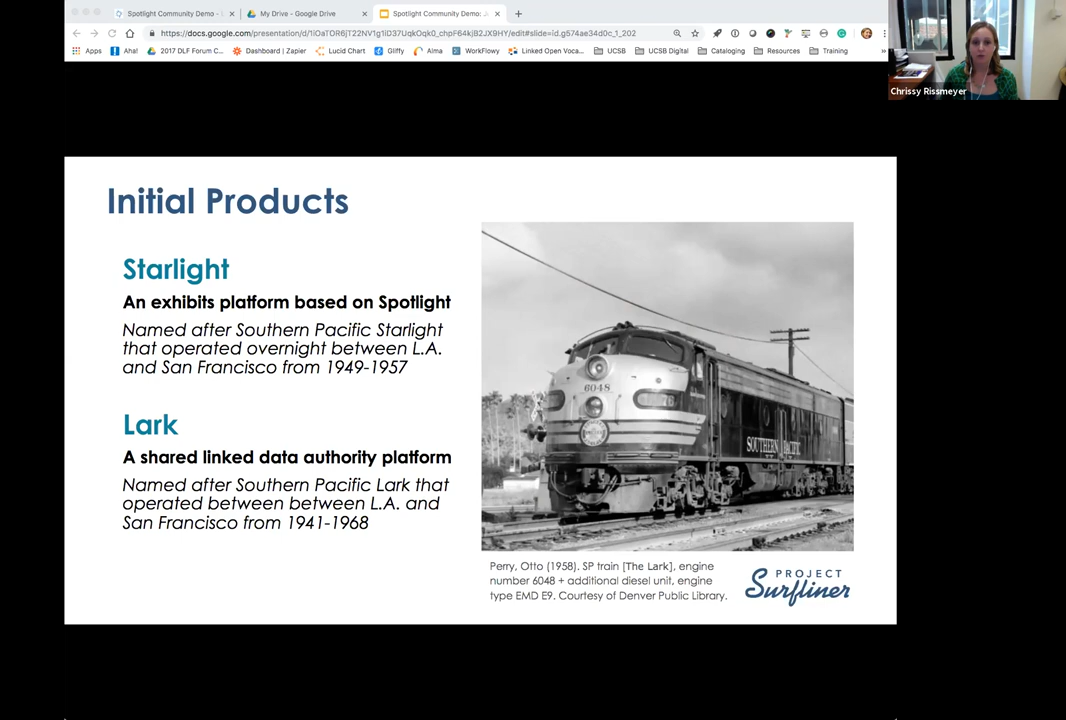 Spotlight Community Demo -
My Drive - Google Drive
Spotlight Community Demo: J
https://docs.google.com/presentation/d/1iOaTOR6jT22NV1g1iD37UqkOqk0_chpF64kjB2JX9HY/edit#slide=id.g574ae34d0c_1_202
Apps
Aha!
2017 DLF Forum C...
Dashboard | Zapier
Lucid Chart
Gliffy
Alma
WorkFlowy
Linked Open Voca...
UCSB
UCSB Digital
Cataloging
Resources
Training
»
Chrissy Rissmeyer
Initial Products
Starlight
An exhibits platform based on Spotlight
Named after Southern Pacific Starlight
that operated overnight between L.A.
and San Francisco from 1949-1957
Lark
A shared linked data authority platform
Named after Southern Pacific Lark that
operated between between L.A. and
San Francisco from 1941-1968
6048
SOUTHERN PACIFIC
Perry, Otto (1958). SP train [The Lark], engine
number 6048 + additional diesel unit, engine
type EMD E9. Courtesy of Denver Public Library.
PROJECT
Surfliner